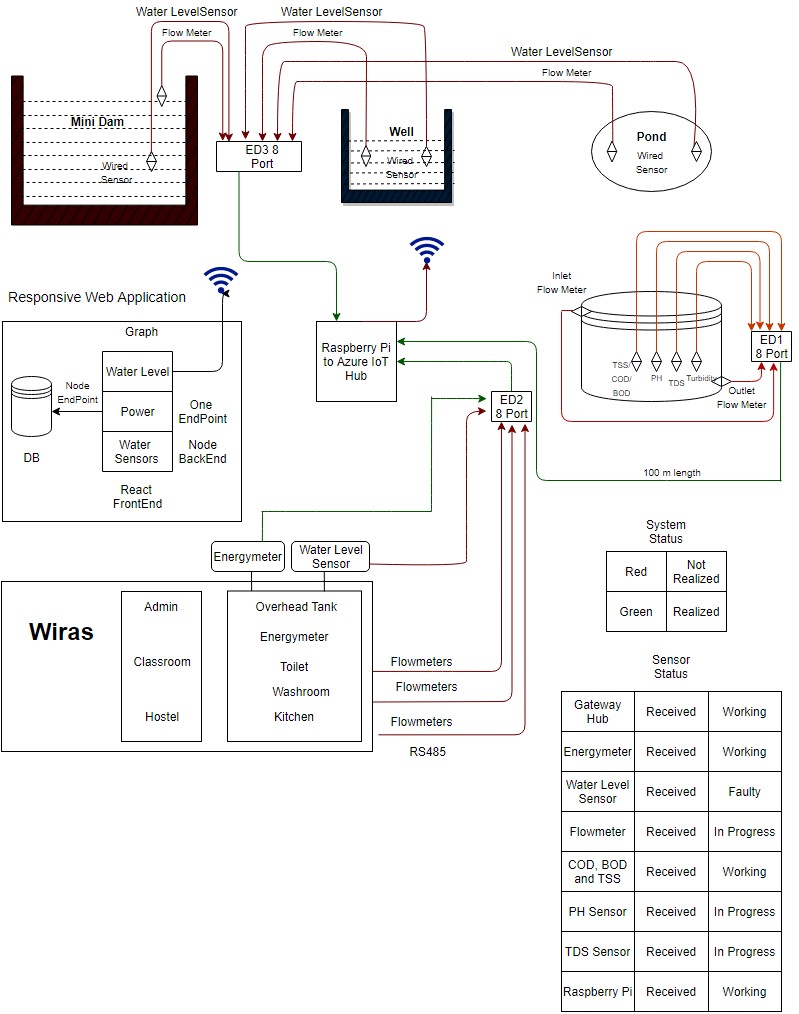 Water LevelSensor
Flow Meter
Water LevelSensor
Flow Meter
Water LevelSensor
Flow Meter
Mini Dam
Wired
Sensor
ED3 8
Port
Well
Wired
Sensor
Pond
Wired
Sensor
Inlet
Flow Meter
TSS/
COD/
BOD
PH
TDS
Turbidity
Outlet
Flow Meter
ED1
8 Port
100 m length
Responsive Web Application
Graph
Water Level
Power
Water
Sensors
Node
EndPoint
DB
One
EndPoint
Node
BackEnd
React
FrontEnd
Raspberry Pi
to Azure IoT
Hub
ED2
8 Port
Energymeter
Water Level
Sensor
Wiras
Admin
Classroom
Hostel
Overhead Tank
Energymeter
Toilet
Washroom
Kitchen
Flowmeters
Flowmeters
Flowmeters
RS485
System
Status
Red
Not
Realized
Green
Realized
Sensor
Status
Gateway
Hub
Received
Working
Energymeter
Received
Working
Water Level
Sensor
Received
Faulty
Flowmeter
Received
In Progress
COD, BOD
and TSS
Received
Working
PH Sensor
Received
In Progress
TDS Sensor
Received
In Progress
Raspberry Pi
Received
Working